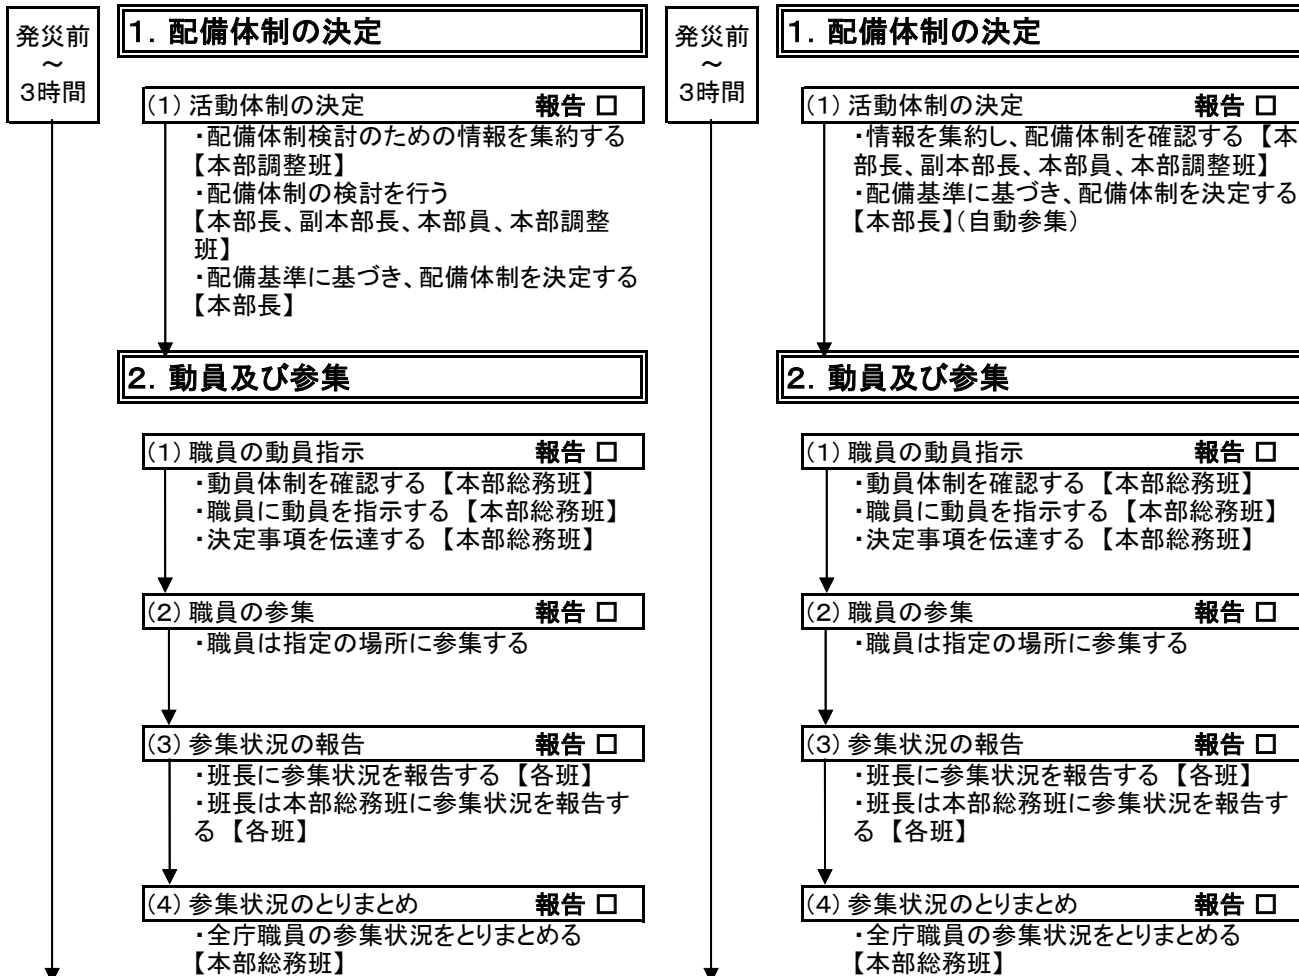 発災前
～
3時間
1．配備体制の決定
(1) 活動体制の決定 報告 □
・配備体制検討のための情報を集約する
【本部調整班】
・配備体制の検討を行う
【本部長、副本部長、本部員、本部調整
班】
・配備基準に基づき、配備体制を決定する
【本部長】
2．動員及び参集
(1) 職員の動員指示 報告 □
・動員体制を確認する 【本部総務班】
・職員に動員を指示する 【本部総務班】
・決定事項を伝達する 【本部総務班】
(2) 職員の参集 報告 □
・職員は指定の場所に参集する
(3) 参集状況の報告 報告 □
・班長に参集状況を報告する 【各班】
・班長は本部総務班に参集状況を報告す
る 【各班】
(4) 参集状況のとりまとめ 報告 □
・全庁職員の参集状況をとりまとめる
【本部総務班】
発災前
～
3時間
1．配備体制の決定
(1) 活動体制の決定 報告 □
・情報を集約し、配備体制を確認する 【本
部長、副本部長、本部員、本部調整班】
・配備基準に基づき、配備体制を決定する
【本部長】(自動参集)
2．動員及び参集
(1) 職員の動員指示 報告 □
・動員体制を確認する 【本部総務班】
・職員に動員を指示する 【本部総務班】
・決定事項を伝達する 【本部総務班】
(2) 職員の参集 報告 □
・職員は指定の場所に参集する
(3) 参集状況の報告 報告 □
・班長に参集状況を報告する 【各班】
・班長は本部総務班に参集状況を報告す
る 【各班】
(4) 参集状況のとりまとめ 報告 □
・全庁職員の参集状況をとりまとめる
【本部総務班】